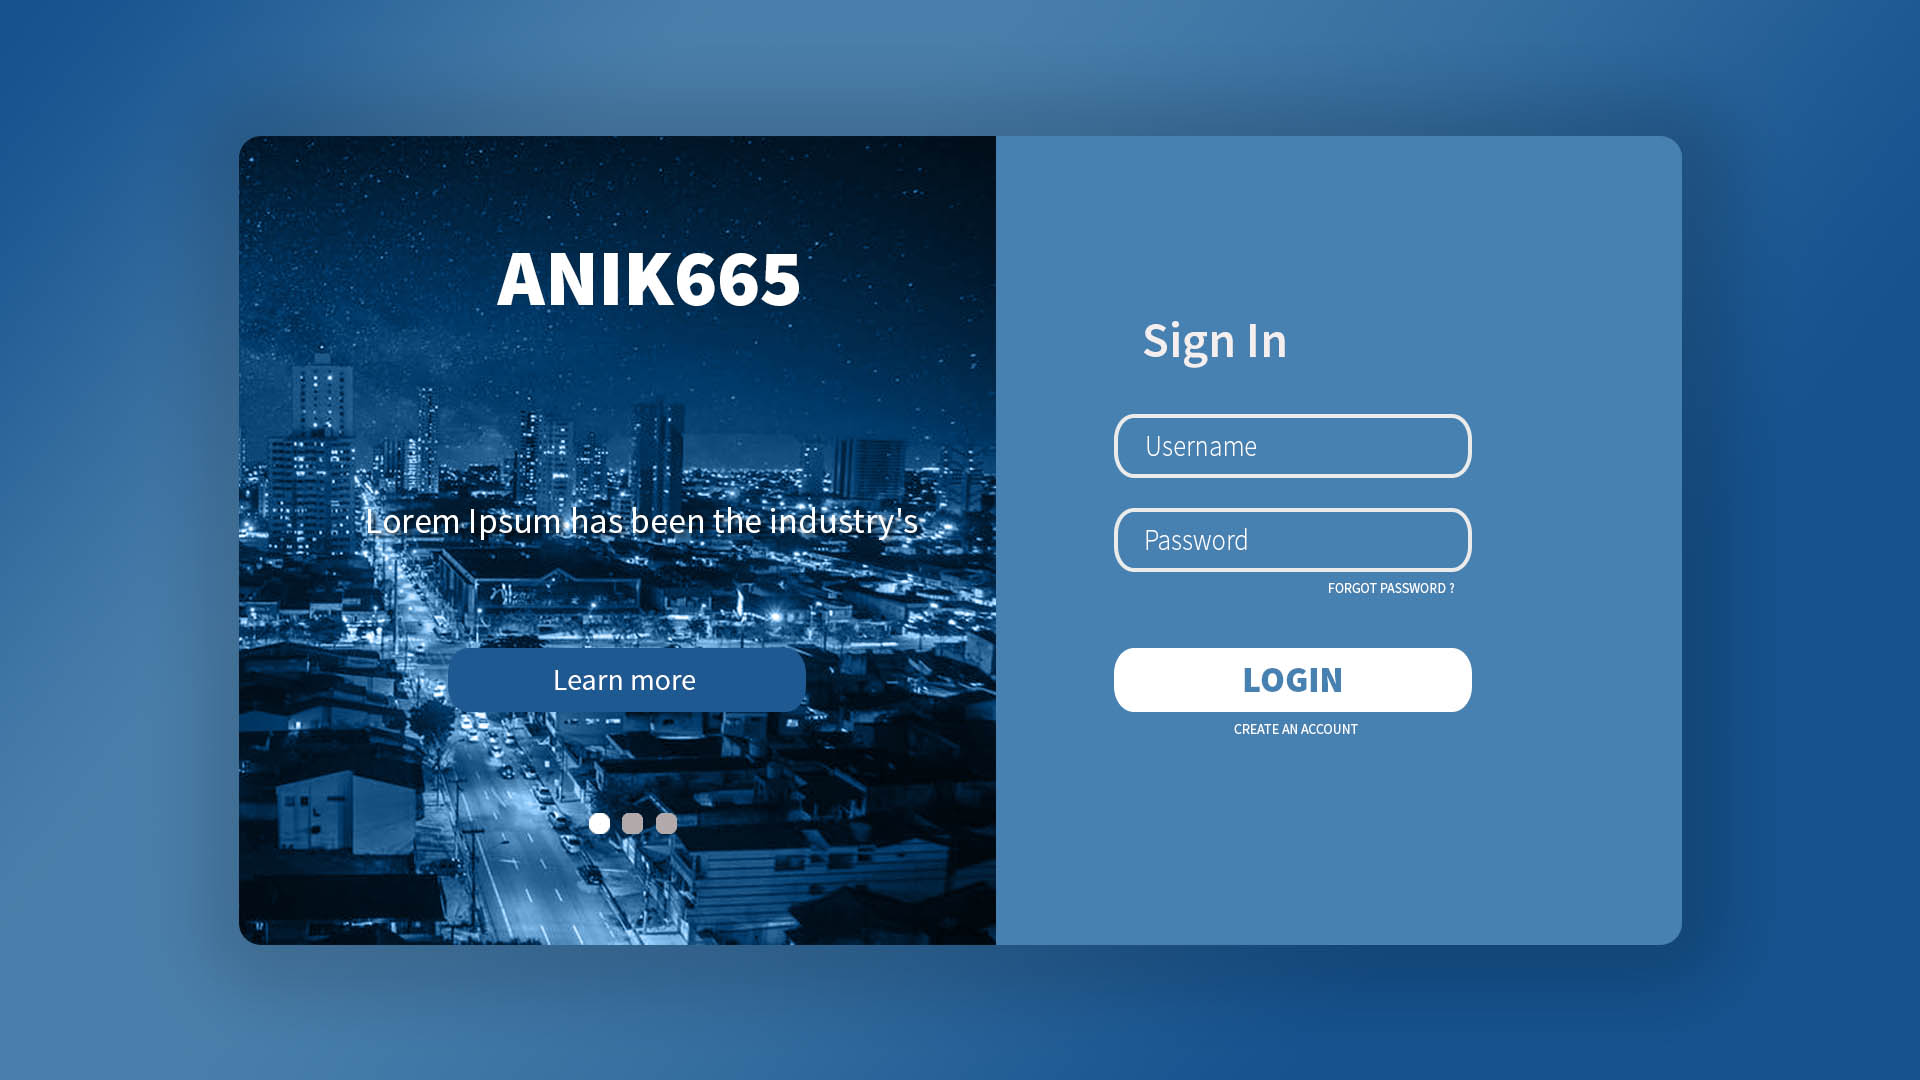 ANIK665
Lorem Ipsum has been the industry's
Learn more
Sign In
Username
Password
FORGOT PASSWORD ?
LOGIN
CREATE AN ACCOUNT